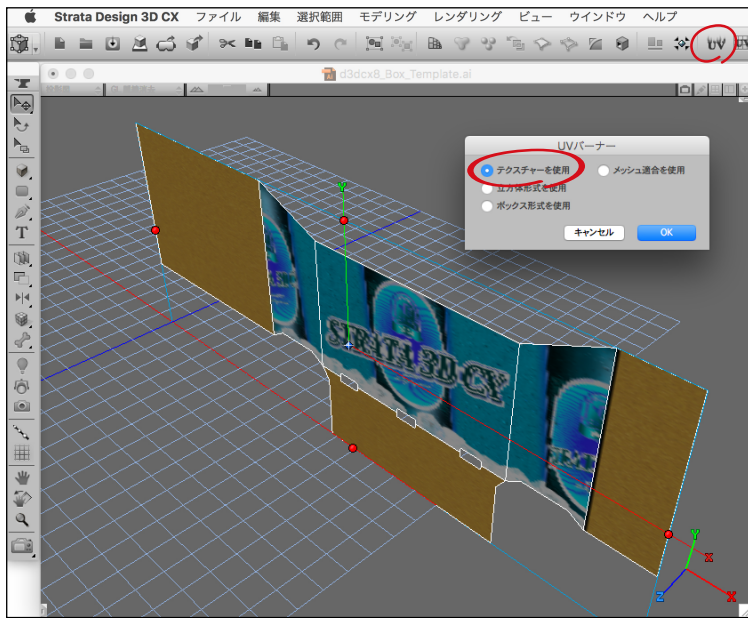 Strata Design 3D CX ファイル 編集 選択範囲 モデリング レンダリング ビュー ウインドウ ヘルプ
UV
d3dcx8_Box_Template.ai
UVバーナー
テクスチャーを使用 メッシュ適合を使用
立方体形式を使用
ボックス形式を使用
キャンセル OK
T
Y
STRATA 3D CX
Y
X
Z
X